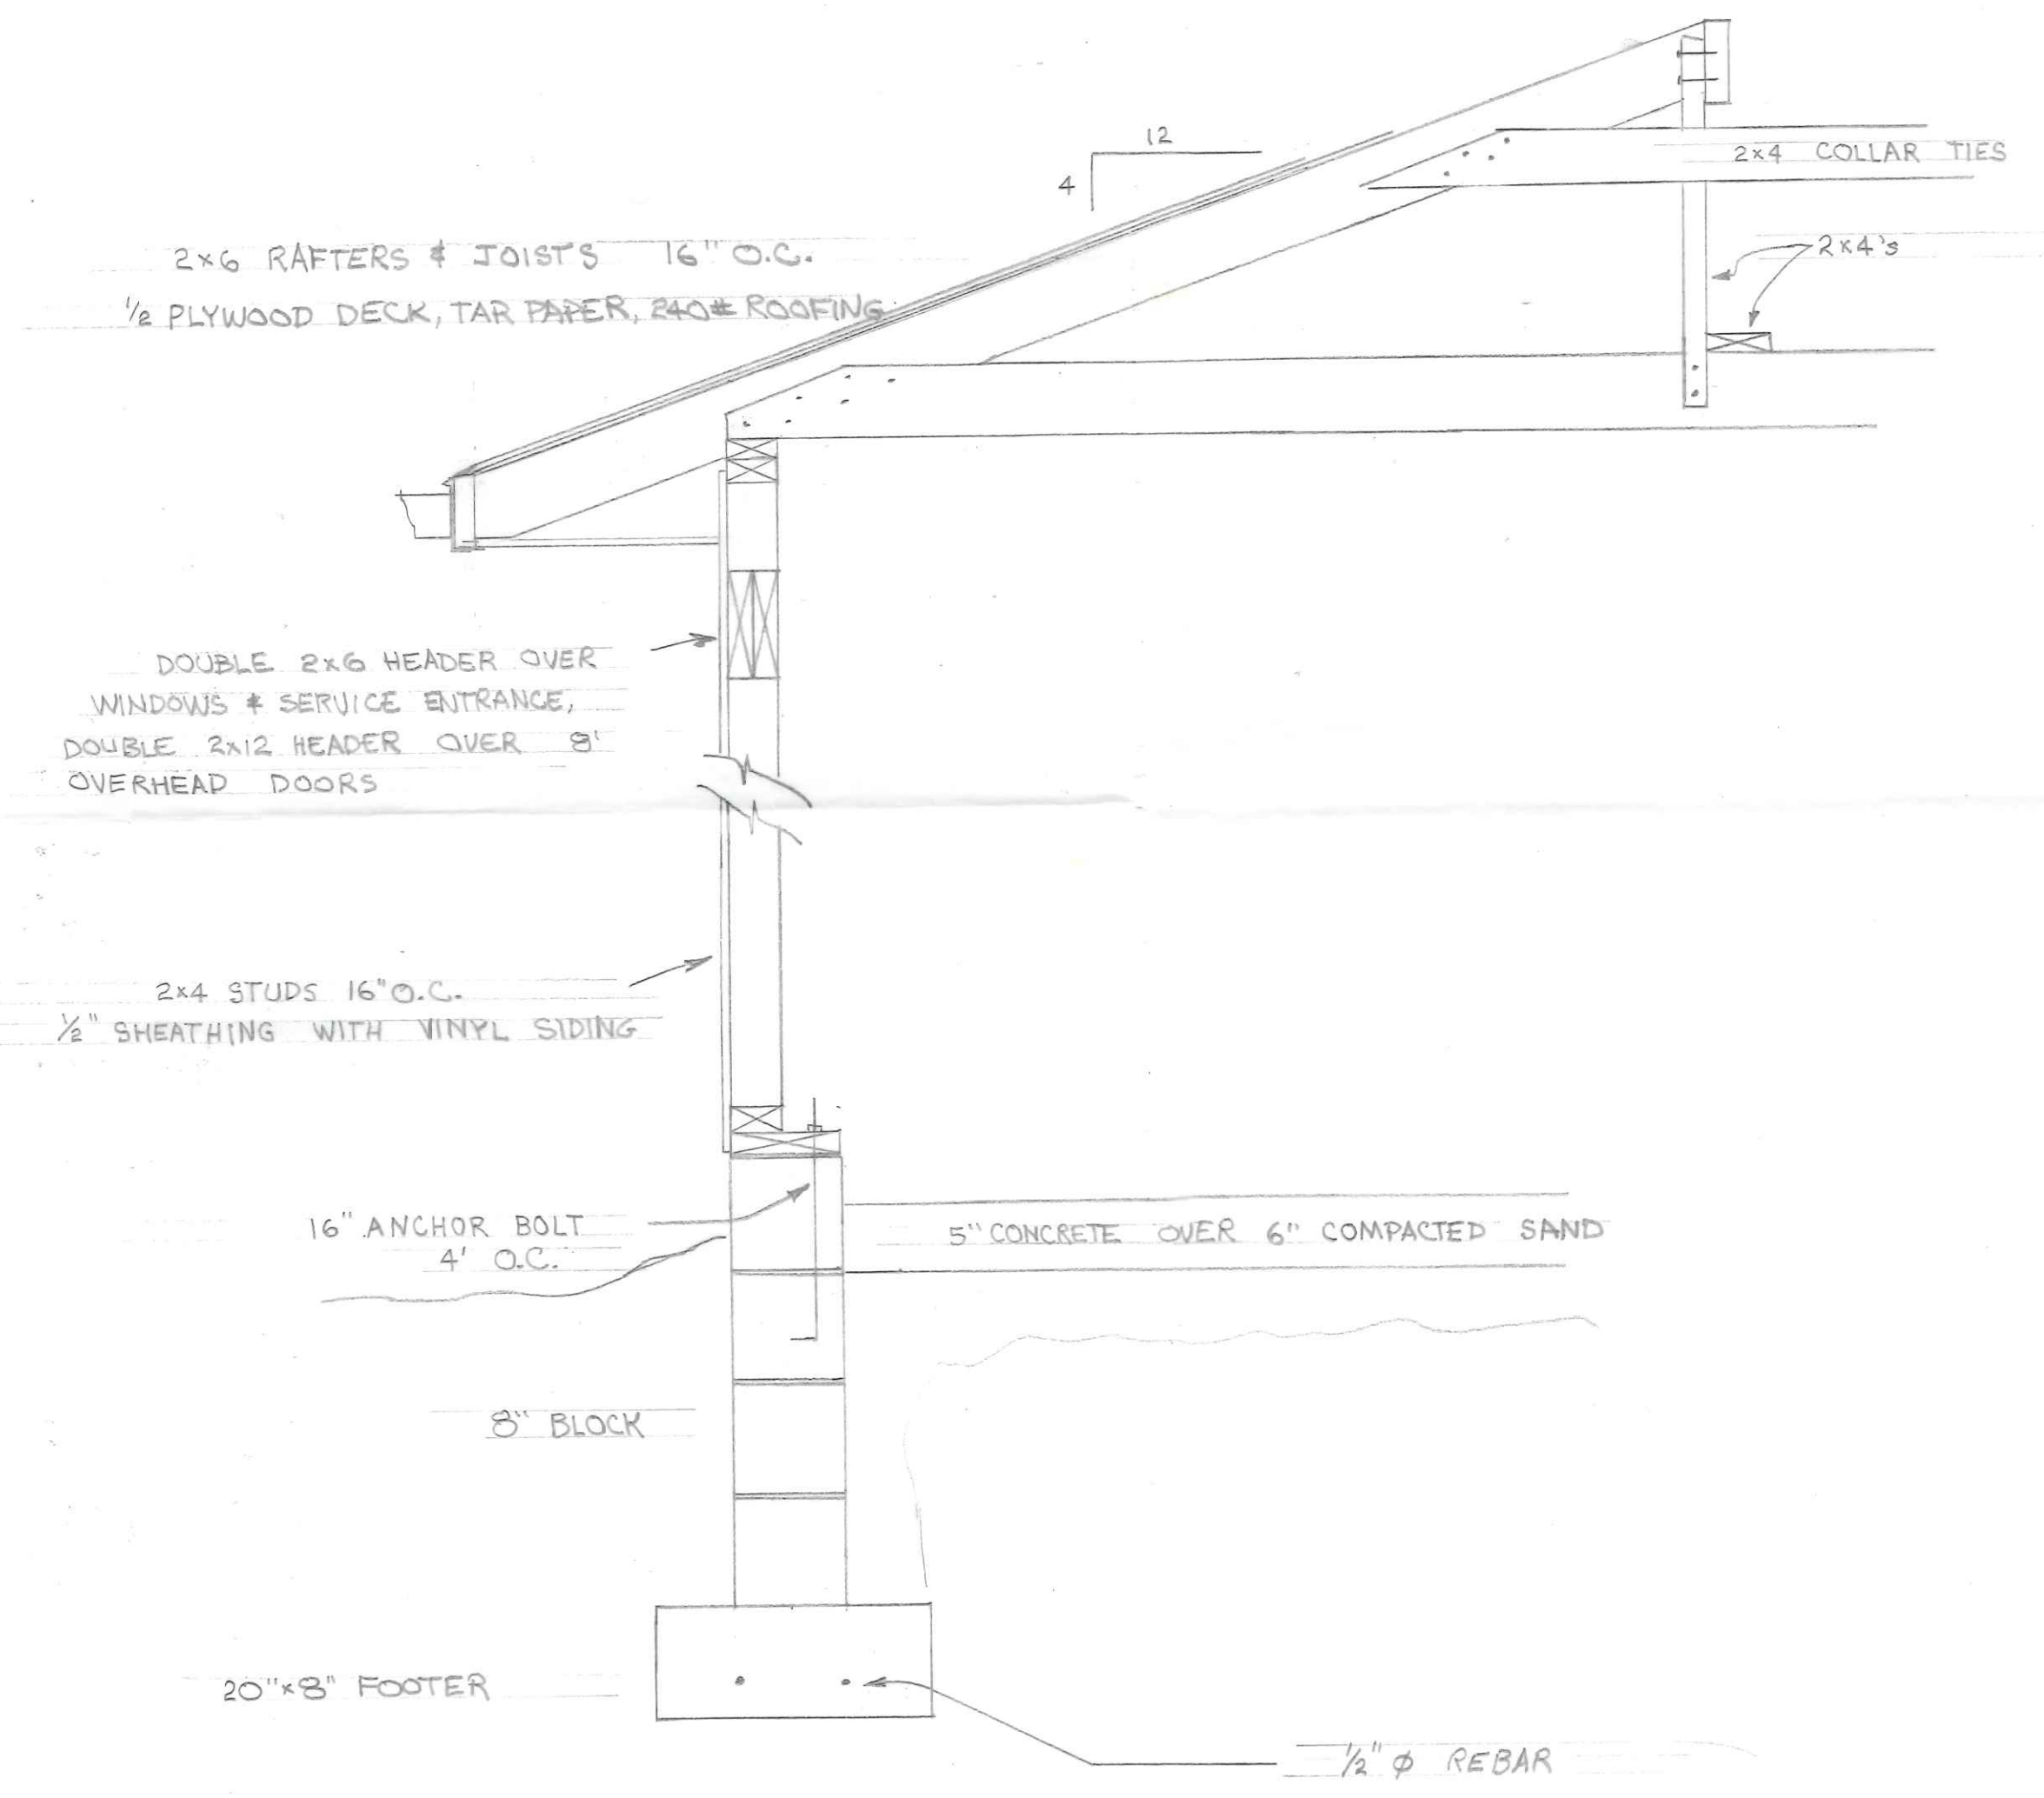 12
4
2x4 COLLAR TIES
2x6 RAFTERS & JOISTS 16" O.C.
1/2 PLYWOOD DECK, TAR PAPER, 240# ROOFING
2x4's
DOUBLE 2x6 HEADER OVER
WINDOWS & SERVICE ENTRANCE,
DOUBLE 2x12 HEADER OVER 8'
OVERHEAD DOORS
2x4 STUDS 16" O.C.
1/2" SHEATHING WITH VINYL SIDING
16" ANCHOR BOLT
4' O.C.
5" CONCRETE OVER 6" COMPACTED SAND
8" BLOCK
20"x8" FOOTER
1/2" ϕ REBAR